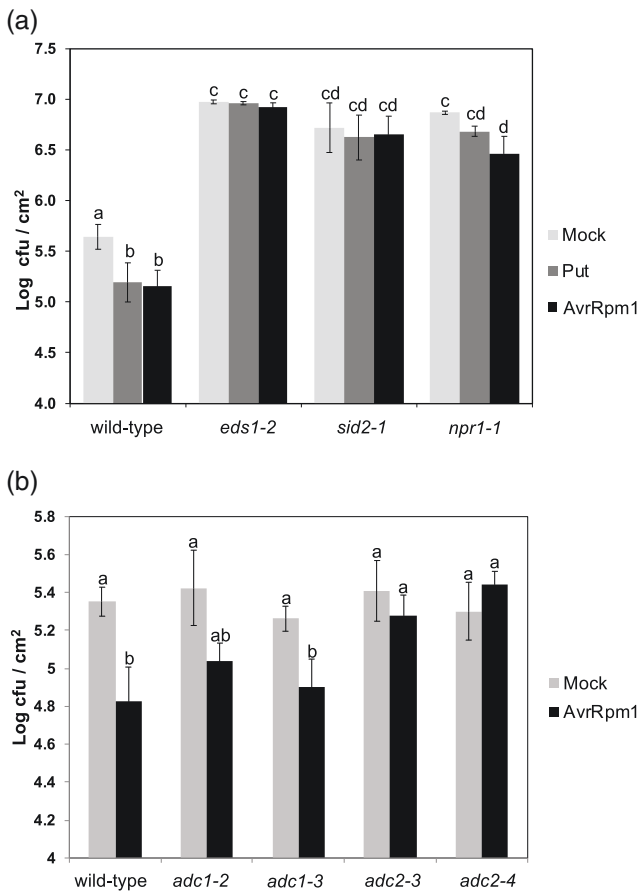 (a)
Log cfu / cm²
7.5
7.0
6.5
6.0
5.5
5.0
4.5
4.0
a b b
c c c
cd cd cd
c cd d
wild-type eds1-2 sid2-1 npr1-1
Mock
Put
AvrRpm1
(b)
Log cfu / cm²
5.8
5.6
5.4
5.2
5
4.8
4.6
4.4
4.2
4
a b
a ab
a b
a a
a a
wild-type adc1-2 adc1-3 adc2-3 adc2-4
Mock
AvrRpm1